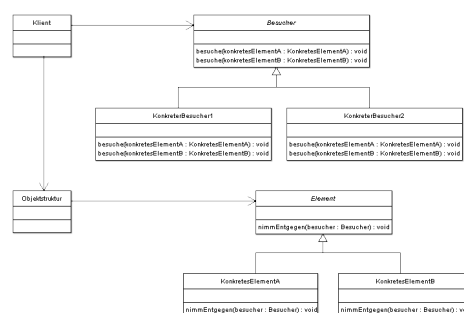 Klient
Besucher
besuche(konkretesElementA : KonkretesElementA) : void
besuche(konkretesElementB : KonkretesElementB) : void
KonkreterBesucher1
besuche(konkretesElementA : KonkretesElementA) : void
besuche(konkretesElementB : KonkretesElementB) : void
KonkreterBesucher2
besuche(konkretesElementA : KonkretesElementA) : void
besuche(konkretesElementB : KonkretesElementB) : void
Objektstruktur
Element
nimmEntgegen(besucher : Besucher) : void
KonkretesElementA
nimmEntgegen(besucher : Besucher) : void
KonkretesElementB
nimmEntgegen(besucher : Besucher) : voi